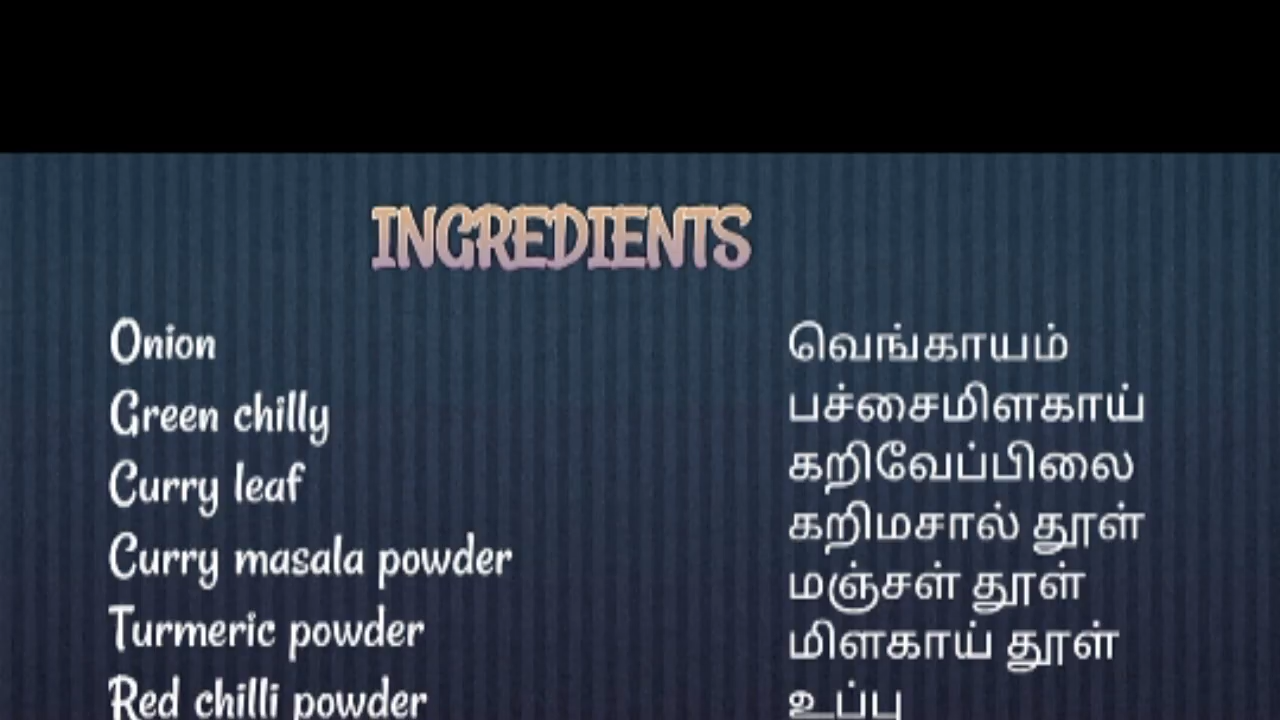 INGREDIENTS
Onion
Green chilly
Curry leaf
Curry masala powder
Turmeric powder
Red chilli powder
வெங்காயம்
பச்சைமிளகாய்
கறிவேப்பிலை
கறிமசால் தூள்
மஞ்சள் தூள்
மிளகாய் தூள்
உப்பு